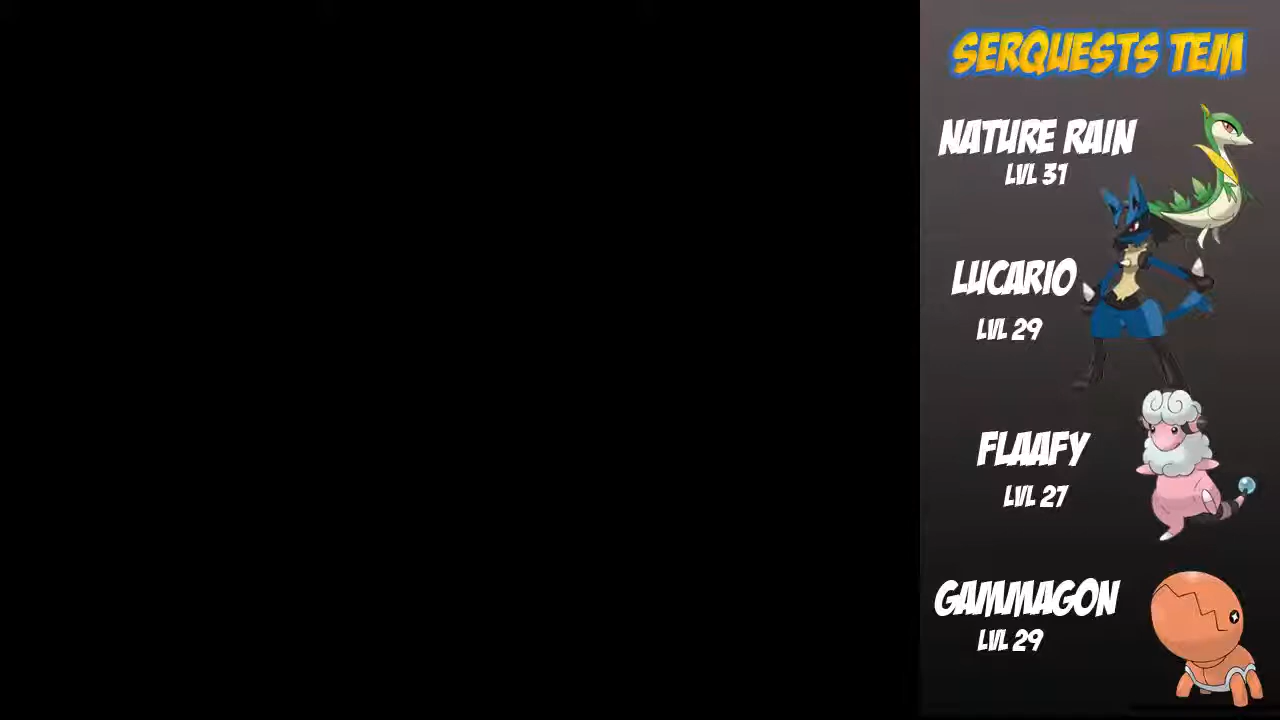 SERQUESTS TEM
NATURE RAIN
LVL 31
LUCARIO
LVL 29
FLAAFY
LVL 27
GAMMAGON
LVL 29